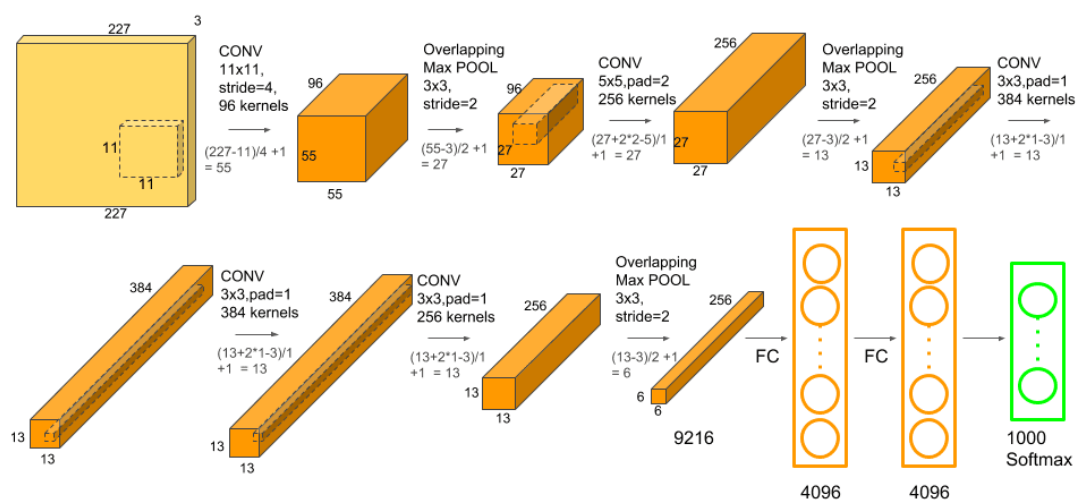 227
3
CONV
11x11,
stride=4,
96 kernels
(227-11)/4 +1
= 55
11
11
227
96
55
55
Overlapping
Max POOL
3x3,
stride=2
(55-3)/2 +1
= 27
96
27
27
CONV
5x5,pad=2
256 kernels
(27+2*2-5)/1
+1 = 27
256
27
27
Overlapping
Max POOL
3x3,
stride=2
(27-3)/2 +1
= 13
256
13
13
CONV
3x3,pad=1
384 kernels
(13+2*1-3)/1
+1 = 13
384
13
13
CONV
3x3,pad=1
384 kernels
(13+2*1-3)/1
+1 = 13
384
13
13
CONV
3x3,pad=1
256 kernels
(13+2*1-3)/1
+1 = 13
256
13
13
Overlapping
Max POOL
3x3,
stride=2
(13-3)/2 +1
= 6
256
6
6
9216
FC
4096
FC
4096
1000
Softmax